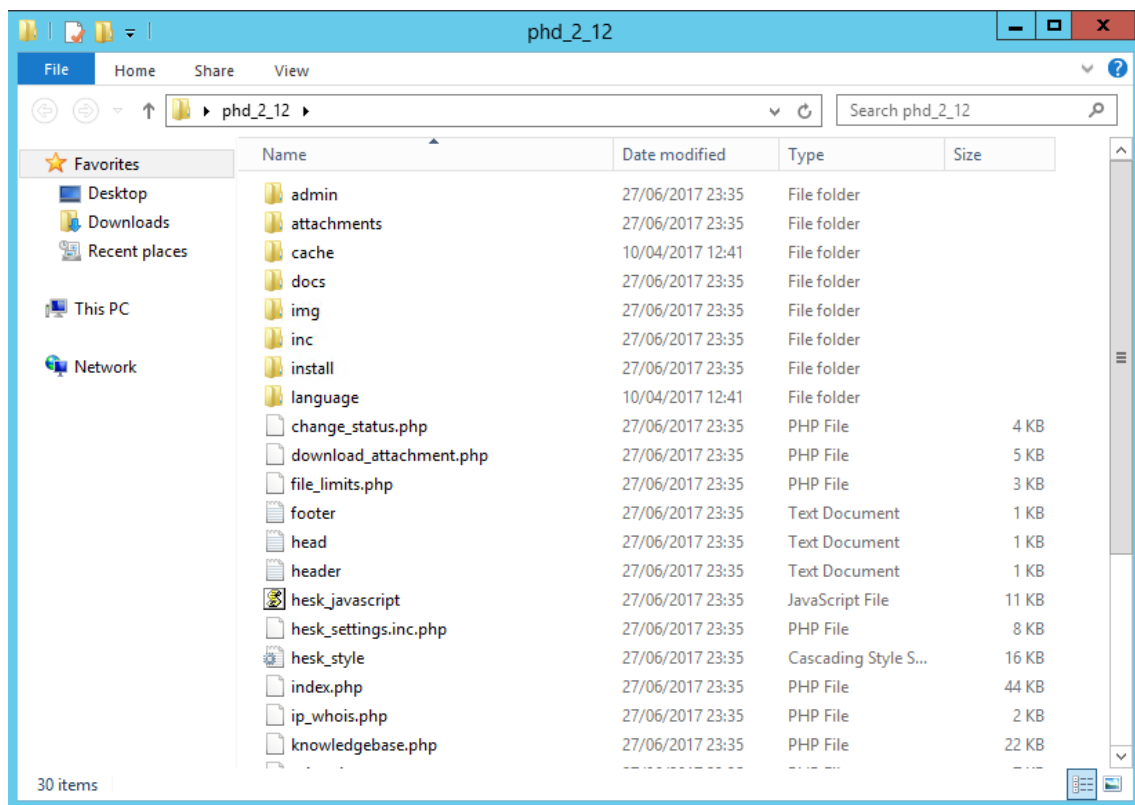 phd_2_12
File Home Share View
phd_2_12 Search phd_2_12
Favorites
Desktop
Downloads
Recent places
This PC
Network
Name Date modified Type Size
admin 27/06/2017 23:35 File folder
attachments 27/06/2017 23:35 File folder
cache 10/04/2017 12:41 File folder
docs 27/06/2017 23:35 File folder
img 27/06/2017 23:35 File folder
inc 27/06/2017 23:35 File folder
install 27/06/2017 23:35 File folder
language 10/04/2017 12:41 File folder
change_status.php 27/06/2017 23:35 PHP File 4 KB
download_attachment.php 27/06/2017 23:35 PHP File 5 KB
file_limits.php 27/06/2017 23:35 PHP File 3 KB
footer 27/06/2017 23:35 Text Document 1 KB
head 27/06/2017 23:35 Text Document 1 KB
header 27/06/2017 23:35 Text Document 1 KB
hesk_javascript 27/06/2017 23:35 JavaScript File 11 KB
hesk_settings.inc.php 27/06/2017 23:35 PHP File 8 KB
hesk_style 27/06/2017 23:35 Cascading Style S... 16 KB
index.php 27/06/2017 23:35 PHP File 44 KB
ip_whois.php 27/06/2017 23:35 PHP File 2 KB
knowledgebase.php 27/06/2017 23:35 PHP File 22 KB
30 items